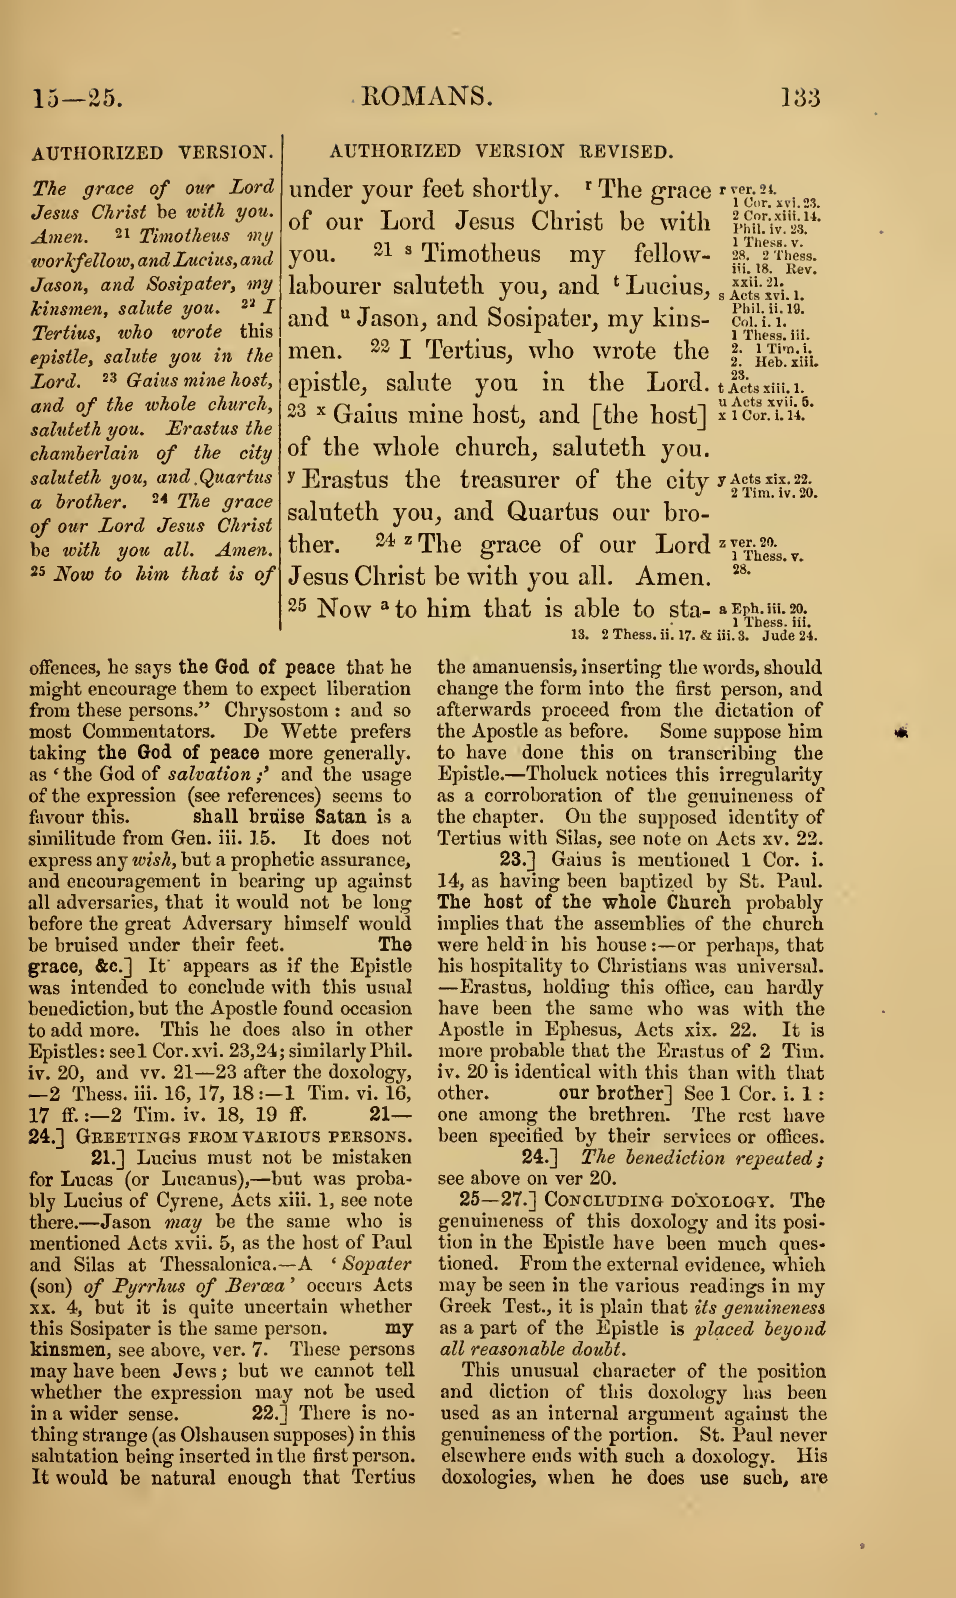 15—25.
ROMANS.
133
AUTHORIZED VERSION.
The grace of our Lord
Jesus Christ be with you.
Amen. 21 Timotheus my
workfellow, and Lucius, and
Jason, and Sosipater, my
kinsmen, salute you. 22 I
Tertius, who wrote this
epistle, salute you in the
Lord. 23 Gaius mine host,
and of the whole church,
saluteth you. Erastus the
chamberlain of the city
saluteth you, and Quartus
a brother. 24 The grace
of our Lord Jesus Christ
be with you all. Amen.
25 Now to him that is of
AUTHORIZED VERSION REVISED.
under your feet shortly. r The grace
of our Lord Jesus Christ be with
you. 21 s Timotheus my fellow-
labourer saluteth you, and t Lucius,
and u Jason, and Sosipater, my kins-
men. 22 I Tertius, who wrote the
epistle, salute you in the Lord.
23 x Gaius mine host, and [the host]
of the whole church, saluteth you.
y Erastus the treasurer of the city
saluteth you, and Quartus our bro-
ther. 24 z The grace of our Lord
Jesus Christ be with you all. Amen.
25 Now a to him that is able to sta-
r ver. 24.
1 Cor. xvi. 23.
2 Cor. xiii. 14.
Phil. iv. 23.
1 Thess. v.
28. 2 Thess.
iii. 18. Rev.
xxii. 21.
s Acts xvi. 1.
Phil. ii. 19.
Col. i. 1.
1 Thess. iii.
2. 1 Tim. i.
2. Heb. xiii.
23.
t Acts xiii. 1.
u Acts xvii. 5.
x 1 Cor. i. 14.
y Acts xix. 22.
2 Tim. iv. 20.
z ver. 20.
1 Thess. v.
28.
a Eph. iii. 20.
1 Thess. iii.
13. 2 Thess. ii. 17. & iii. 3. Jude 24.
offences, he says the God of peace that he
might encourage them to expect liberation
from these persons.” Chrysostom : and so
most Commentators. De Wette prefers
taking the God of peace more generally.
as ‘the God of salvation;’ and the usage
of the expression (see references) seems to
favour this. shall bruise Satan is a
similitude from Gen. iii. 15. It does not
express any wish, but a prophetic assurance,
and encouragement in bearing up against
all adversaries, that it would not be long
before the great Adversary himself would
be bruised under their feet. The
grace, &c.] It appears as if the Epistle
was intended to conclude with this usual
benediction, but the Apostle found occasion
to add more. This he does also in other
Epistles: see 1 Cor. xvi. 23, 24; similarly Phil.
iv. 20, and vv. 21—23 after the doxology,
—2 Thess. iii. 16, 17, 18:—1 Tim. vi. 16,
17 ff.:—2 Tim. iv. 18, 19 ff. 21—
24.] GREETINGS FROM VARIOUS PERSONS.
21.] Lucius must not be mistaken
for Lucas (or Lucanus),—but was proba-
bly Lucius of Cyrene, Acts xiii. 1, see note
there.—Jason may be the same who is
mentioned Acts xvii. 5, as the host of Paul
and Silas at Thessalonica.—A ‘Sopater
(son) of Pyrrhus of Berœa’ occurs Acts
xx. 4, but it is quite uncertain whether
this Sosipater is the same person. my
kinsmen, see above, ver. 7. These persons
may have been Jews; but we cannot tell
whether the expression may not be used
in a wider sense. 22.] There is no-
thing strange (as Olshausen supposes) in this
salutation being inserted in the first person.
It would be natural enough that Tertius
the amanuensis, inserting the words, should
change the form into the first person, and
afterwards proceed from the dictation of
the Apostle as before. Some suppose him
to have done this on transcribing the
Epistle.—Tholuck notices this irregularity
as a corroboration of the genuineness of
the chapter. On the supposed identity of
Tertius with Silas, see note on Acts xv. 22.
23.] Gaius is mentioned 1 Cor. i.
14, as having been baptized by St. Paul.
The host of the whole Church probably
implies that the assemblies of the church
were held in his house:—or perhaps, that
his hospitality to Christians was universal.
—Erastus, holding this office, can hardly
have been the same who was with the
Apostle in Ephesus, Acts xix. 22. It is
more probable that the Erastus of 2 Tim.
iv. 20 is identical with this than with that
other. our brother] See 1 Cor. i. 1:
one among the brethren. The rest have
been specified by their services or offices.
24.] The benediction repeated;
see above on ver 20.
25—27.] CONCLUDING DOXOLOGY. The
genuineness of this doxology and its posi-
tion in the Epistle have been much ques-
tioned. From the external evidence, which
may be seen in the various readings in my
Greek Test., it is plain that its genuineness
as a part of the Epistle is placed beyond
all reasonable doubt.
This unusual character of the position
and diction of this doxology has been
used as an internal argument against the
genuineness of the portion. St. Paul never
elsewhere ends with such a doxology. His
doxologies, when he does use such, are